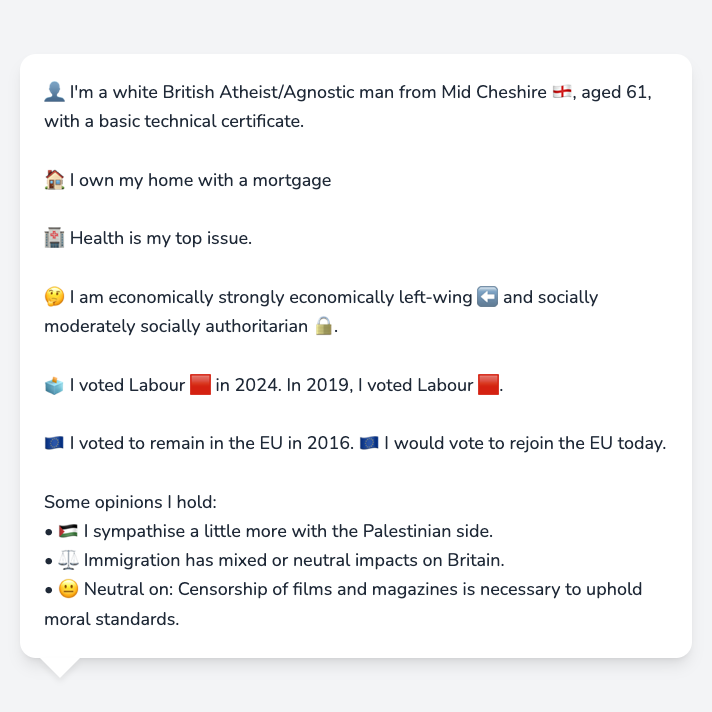 👤 I'm a white British Atheist/Agnostic man from Mid Cheshire 🏴󠁧󠁢󠁥󠁮󠁧󠁿, aged 61,
with a basic technical certificate.
🏠 I own my home with a mortgage
🏥 Health is my top issue.
🤔 I am economically strongly economically left-wing ⬅️ and socially
moderately socially authoritarian 🔒.
🗳️ I voted Labour 🟥 in 2024. In 2019, I voted Labour 🟥.
🇪🇺 I voted to remain in the EU in 2016. 🇪🇺 I would vote to rejoin the EU today.
Some opinions I hold:
• 🇵🇸 I sympathise a little more with the Palestinian side.
• ⚖️ Immigration has mixed or neutral impacts on Britain.
• 😐 Neutral on: Censorship of films and magazines is necessary to uphold
moral standards.